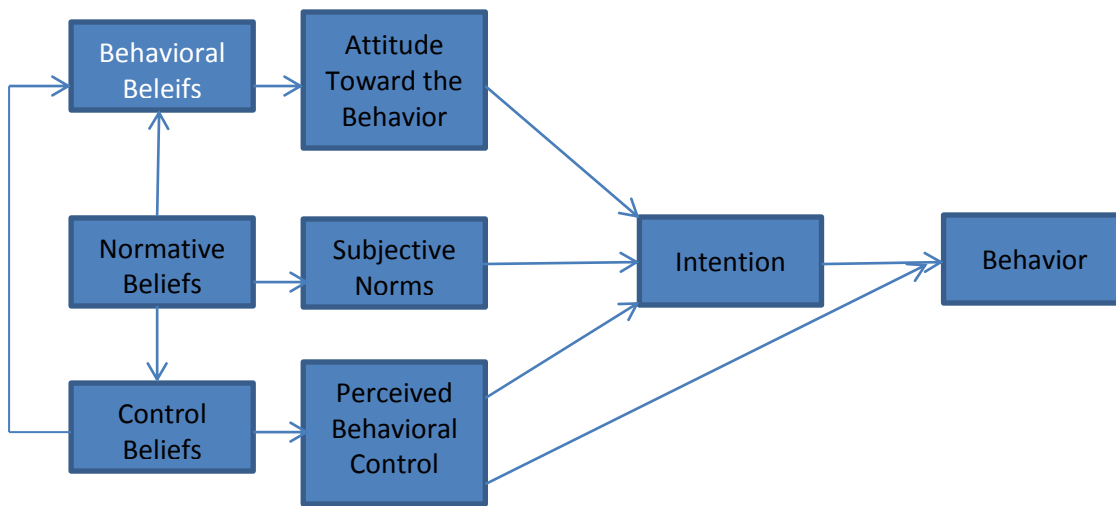 Behavioral
Beleifs
Attitude
Toward the
Behavior
Normative
Beliefs
Subjective
Norms
Intention
Behavior
Control
Beliefs
Perceived
Behavioral
Control